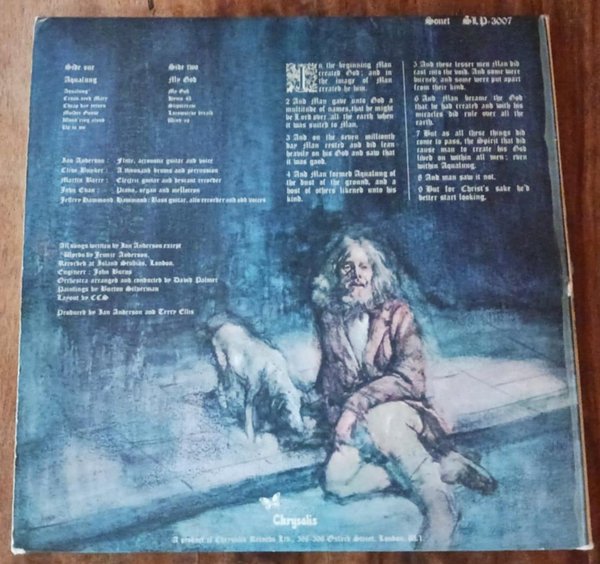 Sonet SLP-3007
Side one
Aqualung
Aqualung
Cross-eyed Mary
Cheap day return
Mother Goose
Wond'ring aloud
Up to me
Side two
My God
My God
Hymn 43
Slipstream
Locomotive breath
Wind up
Ian Anderson : Flute, acoustic guitar and voice
Clive Bunker : A thousand drums and percussion
Martin Barre : Electric guitar and descant recorder
John Evan : Piano, organ and mellotron
Jeffrey Hammond-Hammond : Bass guitar, alto recorder and odd voices
All songs written by Ian Anderson except
Words by Jennie Anderson.
Recorded at Island Studios, London.
Engineer : John Burns
Orchestra arranged and conducted by David Palmer
Paintings by Burton Silverman
Layout by CCS
Produced by Ian Anderson and Terry Ellis
In the beginning Man
created God; and in
the image of Man
created he him.
2 And Man gave unto God a
multitude of names, that he might
be Lord over all the earth when
it was suited to Man.
3 And on the seven millionth
day Man rested and did lean
heavily on his God and saw that
it was good.
4 And Man formed Aqualung of
the dust of the ground, and a
host of others likened unto his
kind.
5 And these lesser men Man did
cast into the void. And some were
burned; and some were put apart
from their kind.
6 And Man became the God
that he had created and with his
miracles did rule over all the
earth.
7 But as all these things did
come to pass, the Spirit that did
cause man to create his God
lived on within all men: even
within Aqualung.
8 And man saw it not.
9 But for Christ's sake he'd
better start looking.
Chrysalis
A product of Chrysalis Records Ltd., 388-396 Oxford Street, London, W.1.